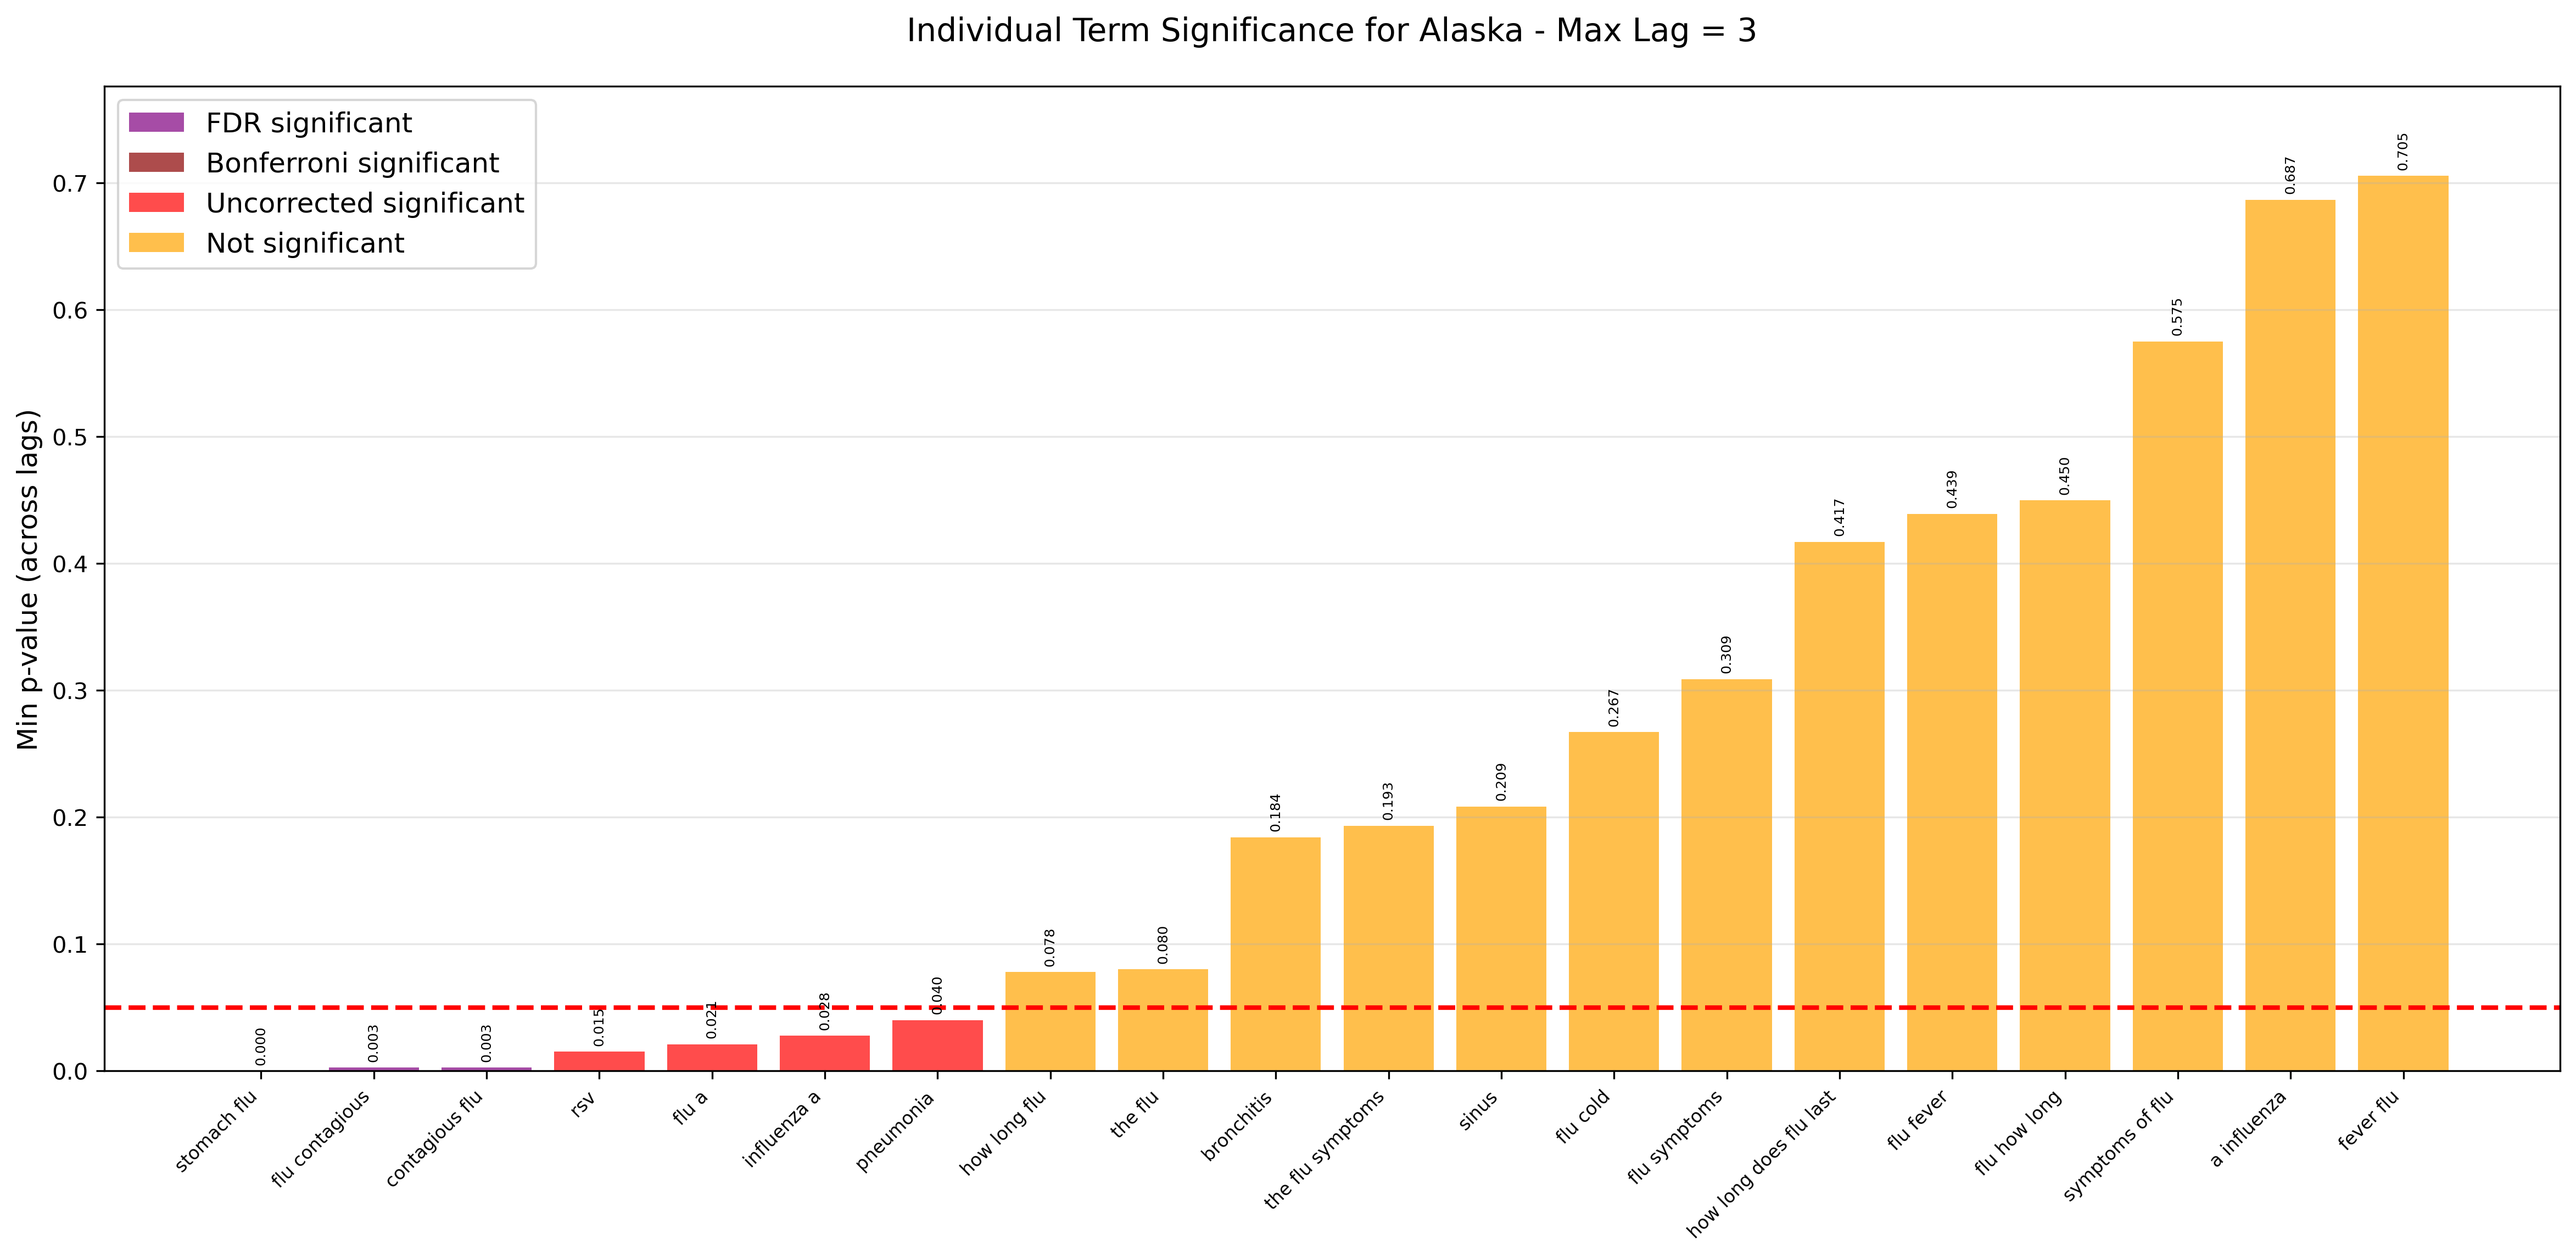 Individual Term Significance for Alaska - Max Lag = 3
FDR significant
Bonferroni significant
Uncorrected significant
Not significant
Min p-value (across lags)
0.7
0.6
0.5
0.4
0.3
0.2
0.1
0.0
0.000
0.003
0.003
0.015
0.021
0.028
0.040
0.078
0.080
0.184
0.193
0.209
0.267
0.309
0.417
0.439
0.450
0.575
0.687
0.705
stomach flu
flu contagious
contagious flu
rsv
flu a
influenza a
pneumonia
how long flu
the flu
bronchitis
the flu symptoms
sinus
flu cold
flu symptoms
how long does flu last
flu fever
flu how long
symptoms of flu
a influenza
fever flu